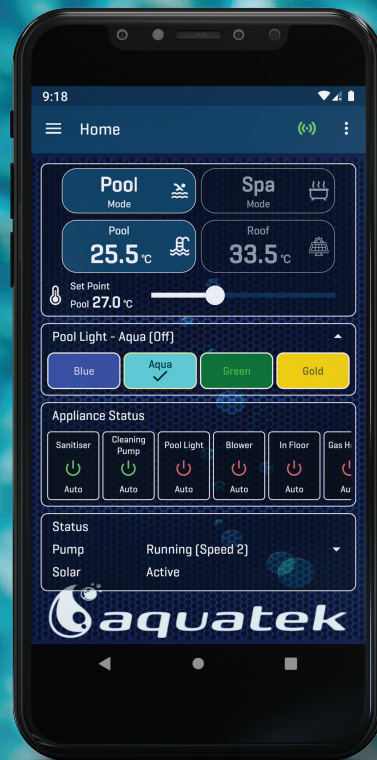 9:18
Home
Pool
Mode
Spa
Mode
Pool
25.5 °C
Roof
33.5 °C
Set Point
Pool 27.0 °C
Pool Light - Aqua (Off)
Blue
Aqua
Green
Gold
Appliance Status
Sanitiser
Auto
Cleaning
Pump
Auto
Pool Light
Auto
Blower
Auto
In Floor
Auto
Gas H
Au
Status
Pump Running (Speed 2)
Solar Active
aquatek